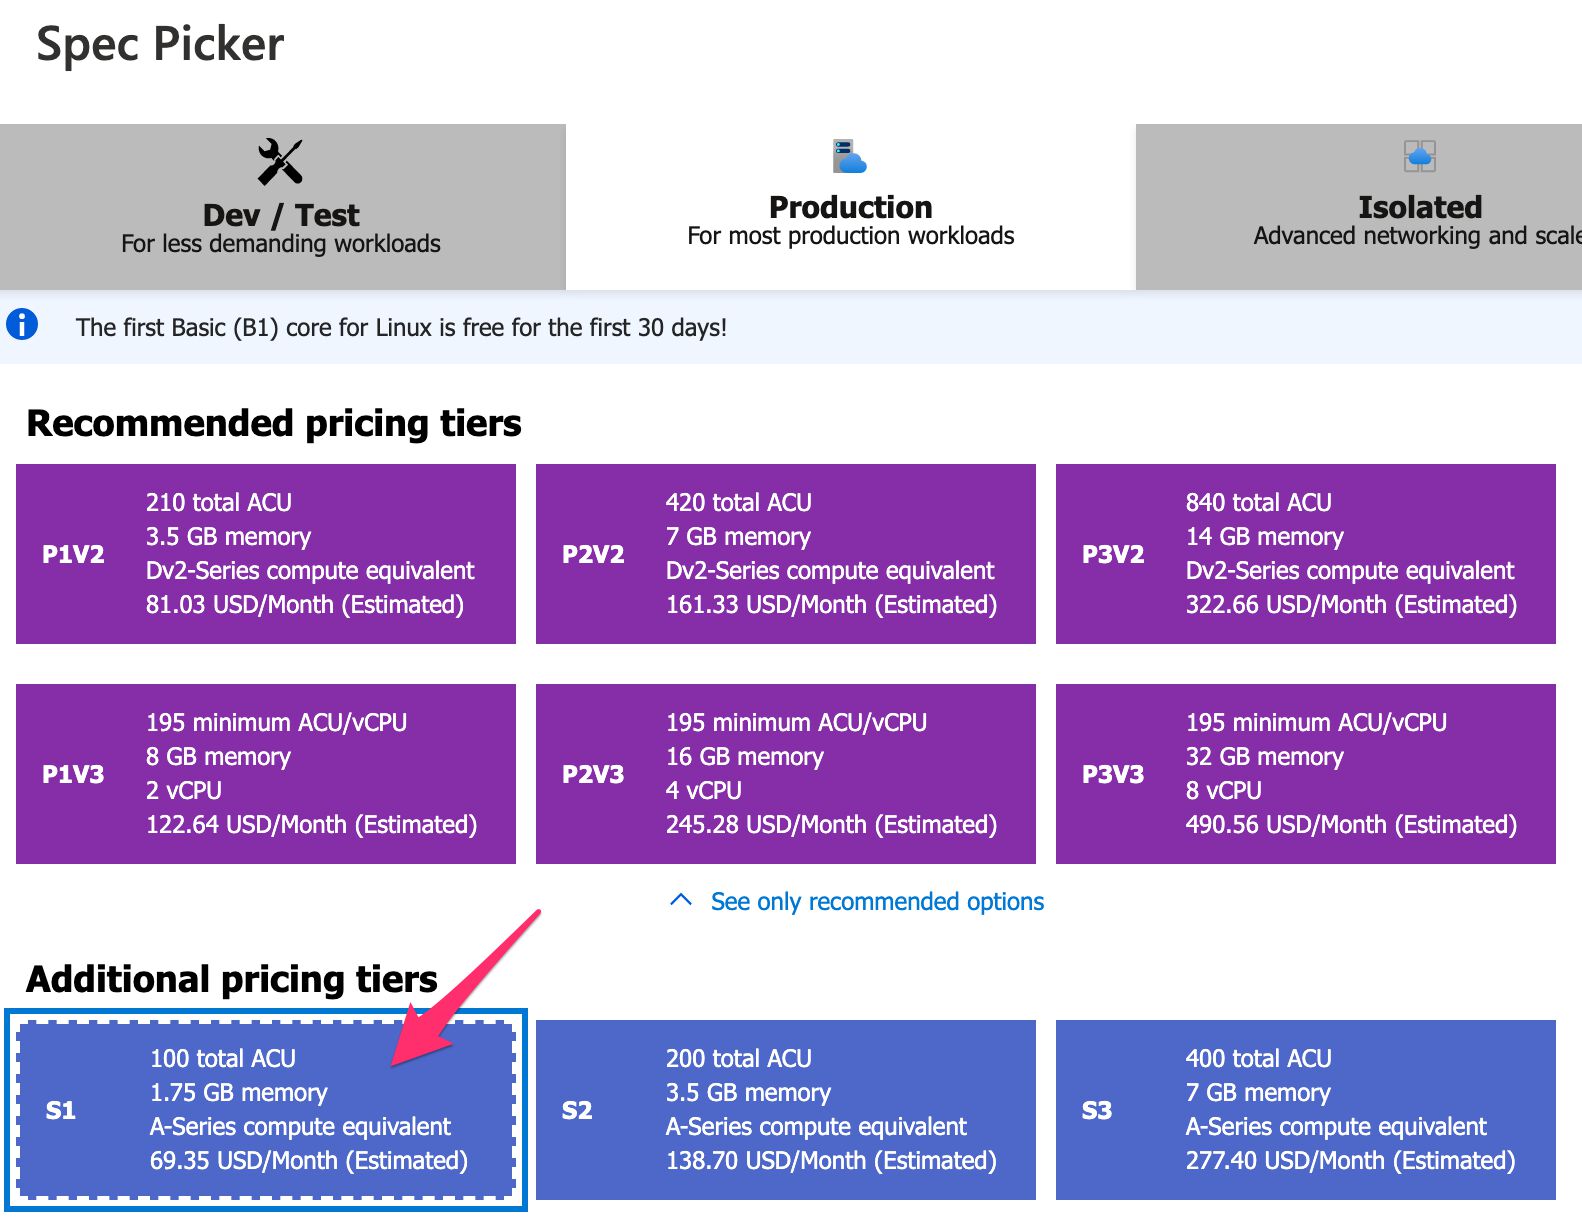 Spec Picker
Dev / Test
For less demanding workloads
Production
For most production workloads
Isolated
Advanced networking and scale
The first Basic (B1) core for Linux is free for the first 30 days!
Recommended pricing tiers
P1V2
210 total ACU
3.5 GB memory
Dv2-Series compute equivalent
81.03 USD/Month (Estimated)
P2V2
420 total ACU
7 GB memory
Dv2-Series compute equivalent
161.33 USD/Month (Estimated)
P3V2
840 total ACU
14 GB memory
Dv2-Series compute equivalent
322.66 USD/Month (Estimated)
P1V3
195 minimum ACU/vCPU
8 GB memory
2 vCPU
122.64 USD/Month (Estimated)
P2V3
195 minimum ACU/vCPU
16 GB memory
4 vCPU
245.28 USD/Month (Estimated)
P3V3
195 minimum ACU/vCPU
32 GB memory
8 vCPU
490.56 USD/Month (Estimated)
See only recommended options
Additional pricing tiers
S1
100 total ACU
1.75 GB memory
A-Series compute equivalent
69.35 USD/Month (Estimated)
S2
200 total ACU
3.5 GB memory
A-Series compute equivalent
138.70 USD/Month (Estimated)
S3
400 total ACU
7 GB memory
A-Series compute equivalent
277.40 USD/Month (Estimated)